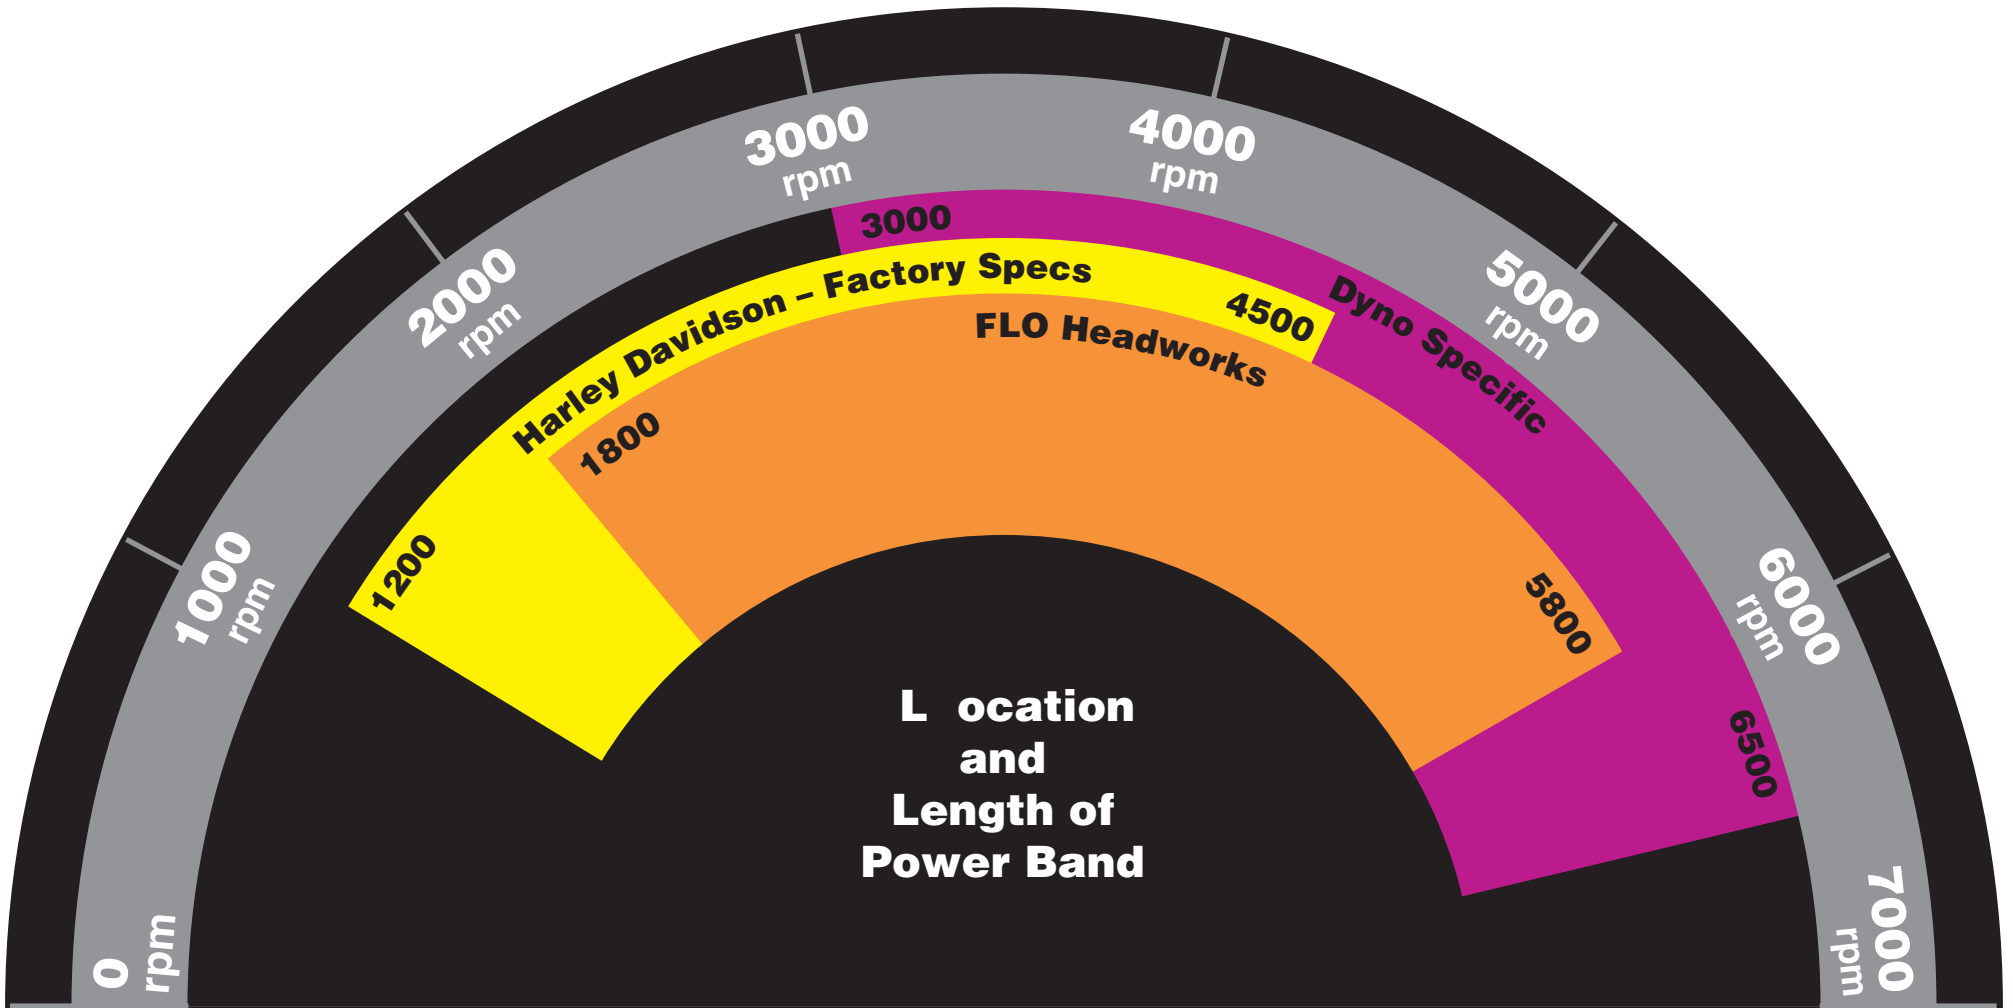 0
rpm
1000
rpm
2000
rpm
3000
rpm
4000
rpm
5000
rpm
6000
rpm
7000
rpm
3000
Dyno Specific
6500
Harley Davidson – Factory Specs
1200
4500
FLO Headworks
1800
5800
L ocation
and
Length of
Power Band